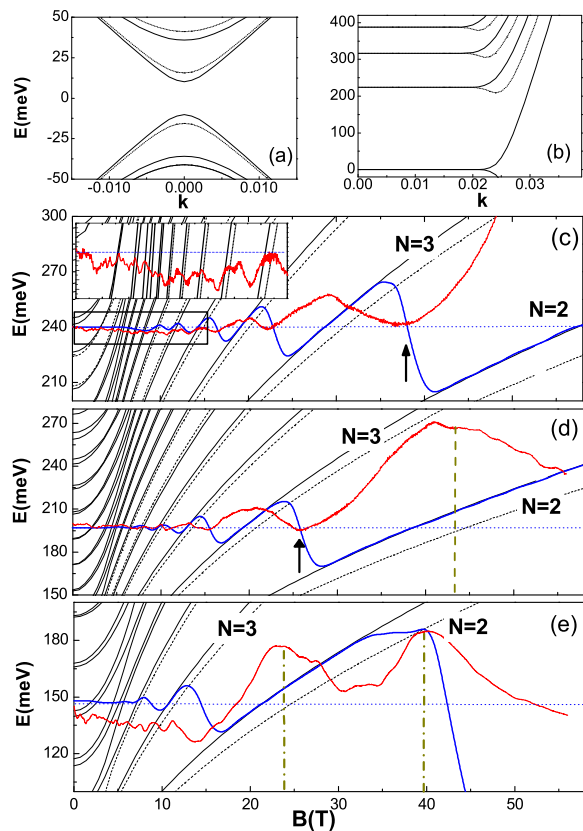 50
25
0
-25
-50
E(meV)
-0.010
0.000
0.010
k
(a)
400
300
200
100
0
E(meV)
0.00
0.01
0.02
0.03
k
(b)
300
270
240
210
E(meV)
(c)
N=3
N=2
270
240
210
180
150
E(meV)
(d)
N=3
N=2
180
150
120
E(meV)
(e)
N=3
N=2
0
10
20
30
40
50
B(T)